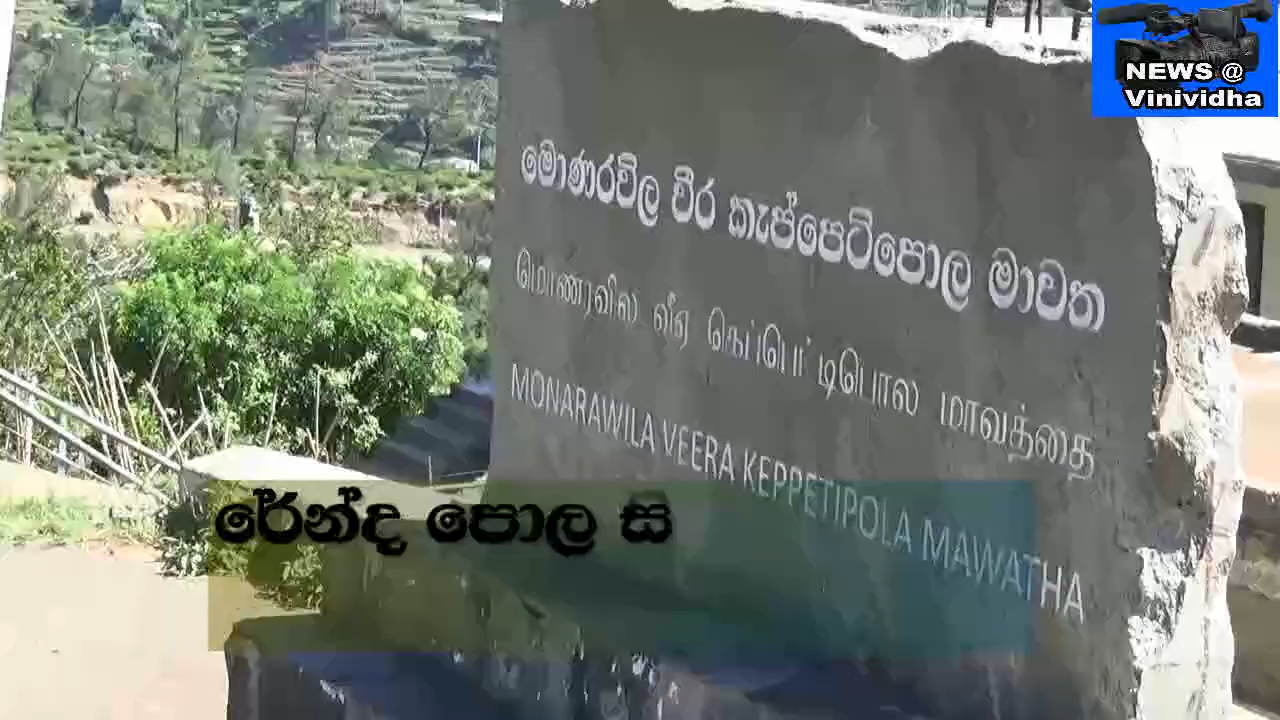 NEWS @
Vinividha
මොණරවිල වීර කැප්පෙටිපොල මාවත
மொணரவில வீர கெப்பெட்டிபொல மாவத்தை
MONARAWILA VEERA KEPPETIPOLA MAWATHA
රේන්ද පොල සි